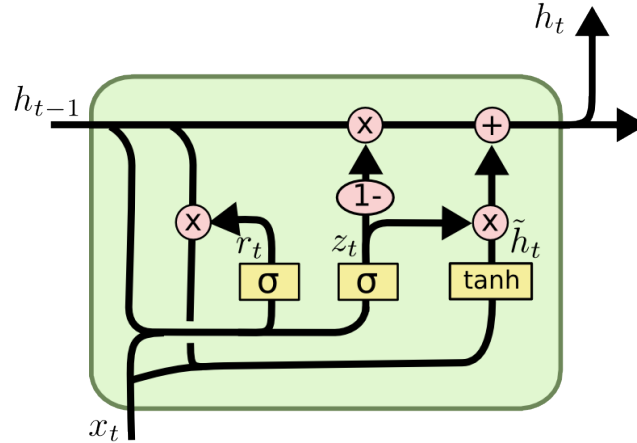 h_t
h_{t-1}
x
+
1-
x
r_t
z_t
x
h̃_t
σ
σ
tanh
x_t